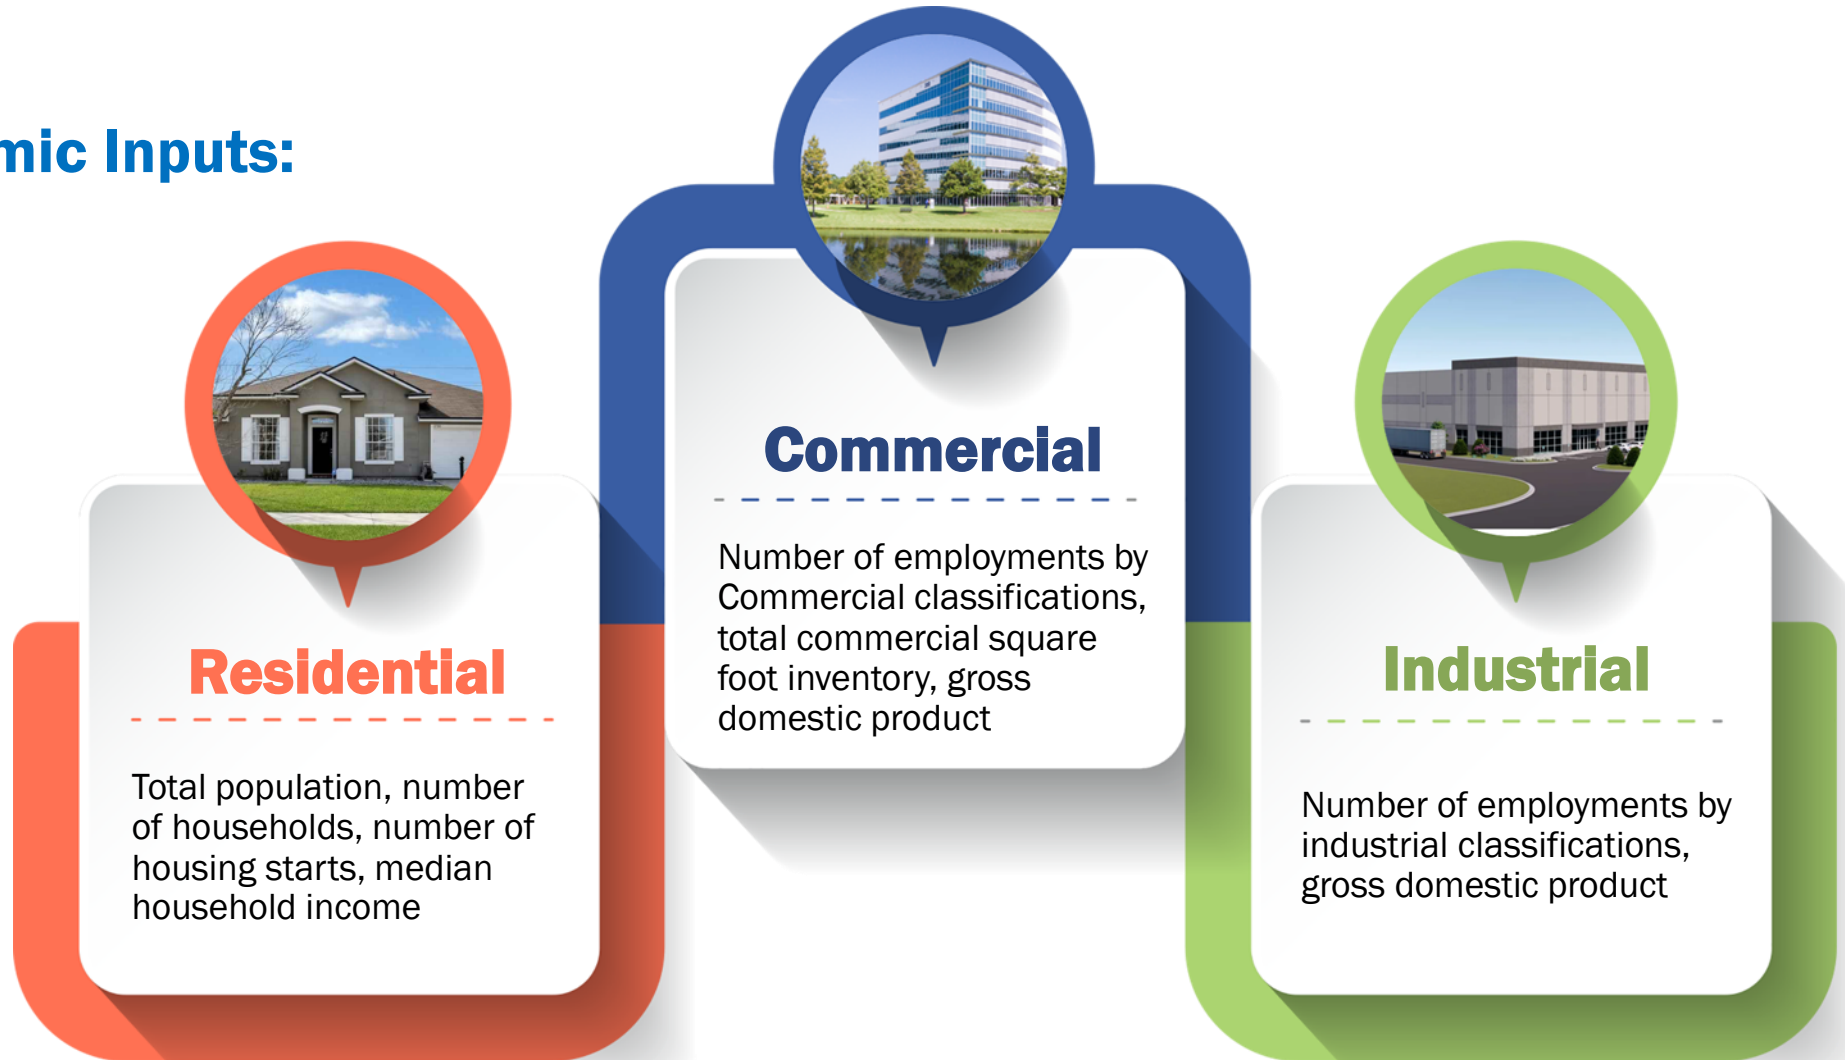 mic Inputs:
Commercial
Number of employments by
Commercial classifications,
total commercial square
foot inventory, gross
domestic product
Residential
Total population, number
of households, number of
housing starts, median
household income
Industrial
Number of employments by
industrial classifications,
gross domestic product